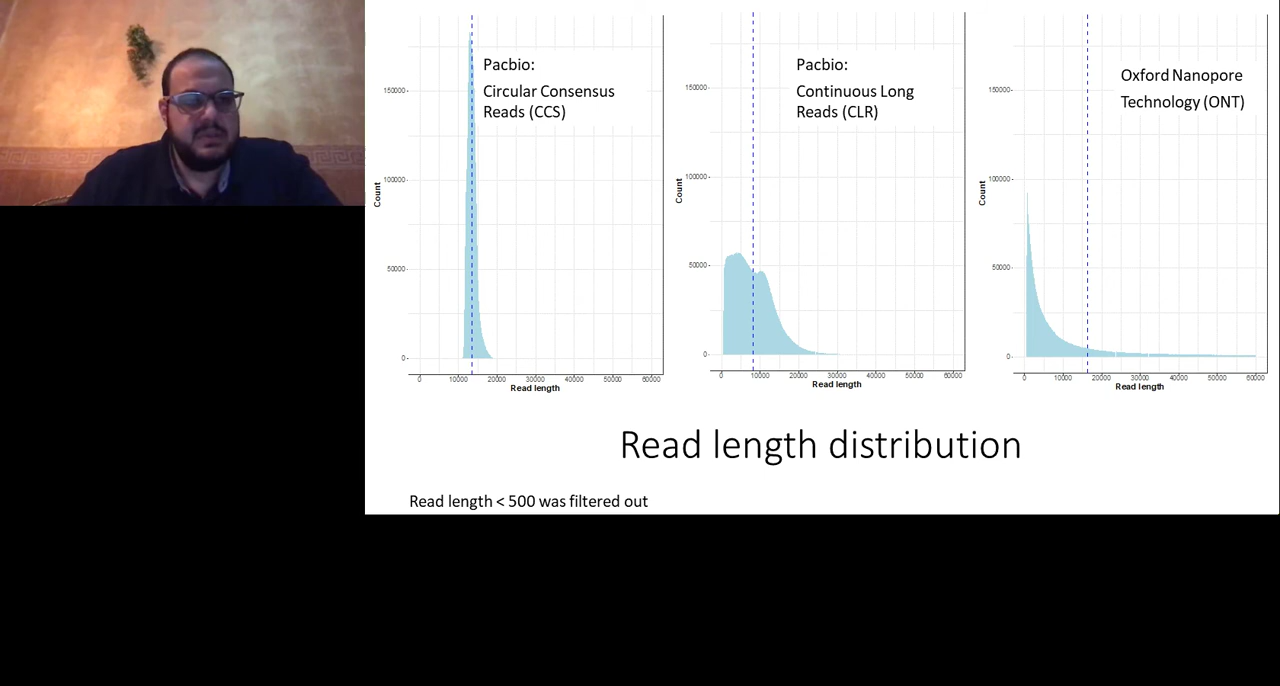 Pacbio:
Circular Consensus
Reads (CCS)
150000
100000
50000
0
Count
0 10000 20000 30000 40000 50000 60000
Read length
Pacbio:
Continuous Long
Reads (CLR)
150000
100000
50000
0
Count
0 10000 20000 30000 40000 50000 60000
Read length
Oxford Nanopore
Technology (ONT)
150000
100000
50000
0
Count
0 10000 20000 30000 40000 50000 60000
Read length
Read length distribution
Read length < 500 was filtered out